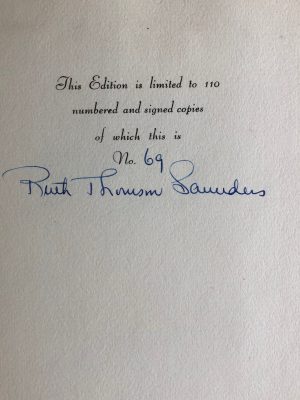 This Edition is limited to 110
numbered and signed copies
of which this is
No. 69
Ruth Thomson Saunders